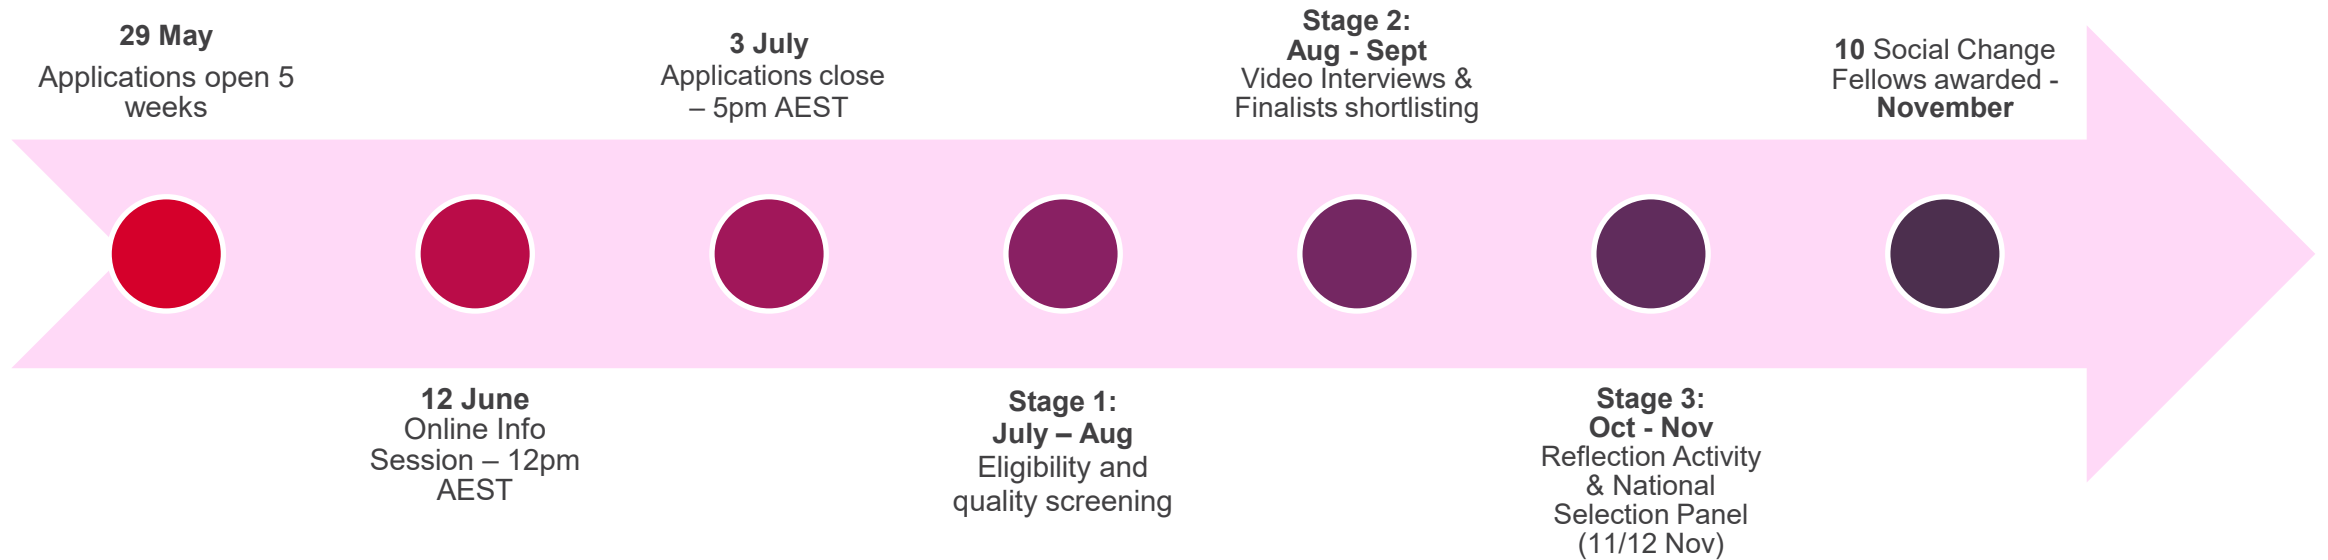 29 May
Applications open 5
weeks
12 June
Online Info
Session – 12pm
AEST
3 July
Applications close
– 5pm AEST
Stage 1:
July – Aug
Eligibility and
quality screening
Stage 2:
Aug - Sept
Video Interviews &
Finalists shortlisting
Stage 3:
Oct - Nov
Reflection Activity
& National
Selection Panel
(11/12 Nov)
10 Social Change
Fellows awarded -
November